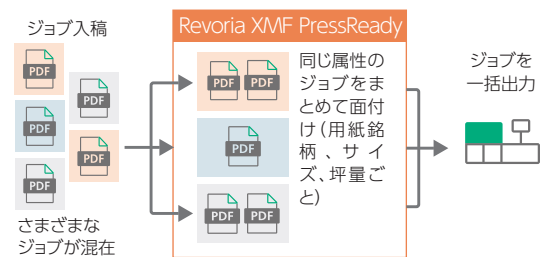 ジョブ入稿
PDF
PDF
PDF
PDF
PDF
さまざまな
ジョブが混在
Revoria XMF PressReady
PDF PDF
PDF
PDF PDF
同じ属性の
ジョブをま
とめて面付
け(用紙銘
柄、サイ
ズ、坪量ご
と)
ジョブを
一括出力